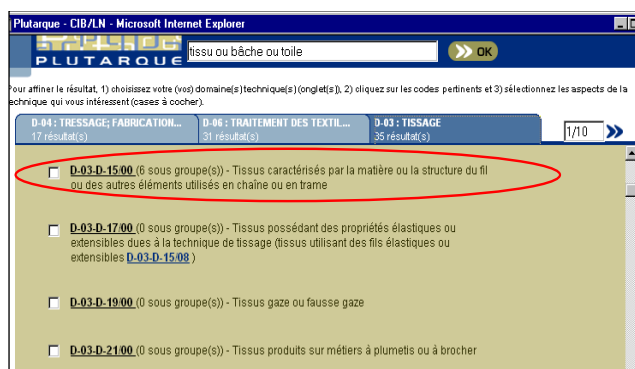 Plutarque - CIB/LN - Microsoft Internet Explorer
PLUTARQUE
tissu ou bâche ou toile
OK
Pour affiner le résultat, 1) choisissez votre (vos) domaine(s) technique(s) (onglet(s)), 2) cliquez sur les codes pertinents et 3) sélectionnez les aspects de la
technique qui vous intéressent (cases à cocher).
D-04 : TRESSAGE; FABRICATION...
17 résultat(s)
D-06 : TRAITEMENT DES TEXTIL...
31 résultat(s)
D-03 : TISSAGE
35 résultat(s)
1/10
D-03-D-15/00 (6 sous groupe(s)) - Tissus caractérisés par la matière ou la structure du fil
ou des autres éléments utilisés en chaîne ou en trame
D-03-D-17/00 (0 sous groupe(s)) - Tissus possédant des propriétés élastiques ou
extensibles dues à la technique de tissage (tissus utilisant des fils élastiques ou
extensibles D-03-D-15/08 )
D-03-D-19/00 (0 sous groupe(s)) - Tissus gaze ou fausse gaze
D-03-D-21/00 (0 sous groupe(s)) - Tissus produits sur métiers à plumetis ou à brocher